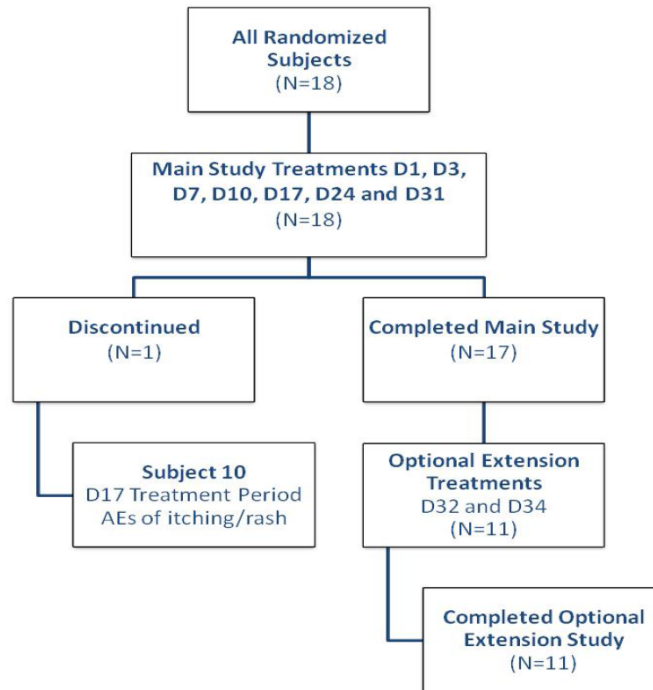 All Randomized
Subjects
(N=18)
Main Study Treatments D1, D3,
D7, D10, D17, D24 and D31
(N=18)
Discontinued
(N=1)
Completed Main Study
(N=17)
Subject 10
D17 Treatment Period
AEs of itching/rash
Optional Extension
Treatments
D32 and D34
(N=11)
Completed Optional
Extension Study
(N=11)